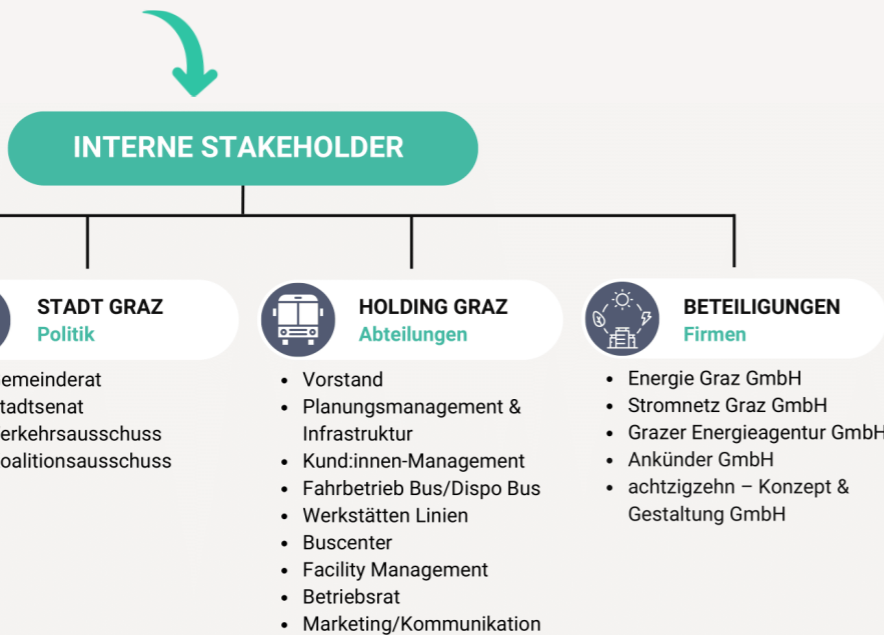 INTERNE STAKEHOLDER
STADT GRAZ
Politik
emeinderat
tadtsenat
erkehrsausschuss
oalitionsausschuss
HOLDING GRAZ
Abteilungen
• Vorstand
• Planungsmanagement &
Infrastruktur
• Kund:innen-Management
• Fahrbetrieb Bus/Dispo Bus
• Werkstätten Linien
• Buscenter
• Facility Management
• Betriebsrat
• Marketing/Kommunikation
BETEILIGUNGEN
Firmen
• Energie Graz GmbH
• Stromnetz Graz GmbH
• Grazer Energieagentur GmbH
• Ankünder GmbH
• achtzigzehn – Konzept &
Gestaltung GmbH